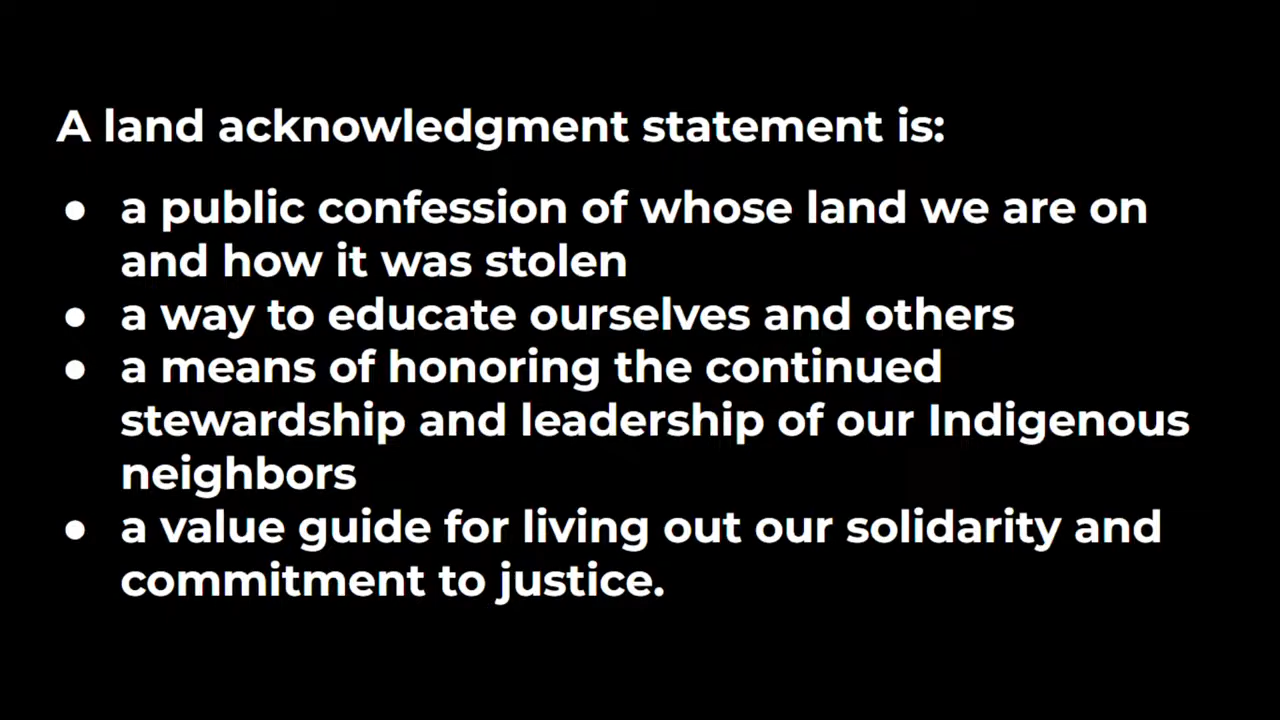 A land acknowledgment statement is:
● a public confession of whose land we are on
and how it was stolen
● a way to educate ourselves and others
● a means of honoring the continued
stewardship and leadership of our Indigenous
neighbors
● a value guide for living out our solidarity and
commitment to justice.